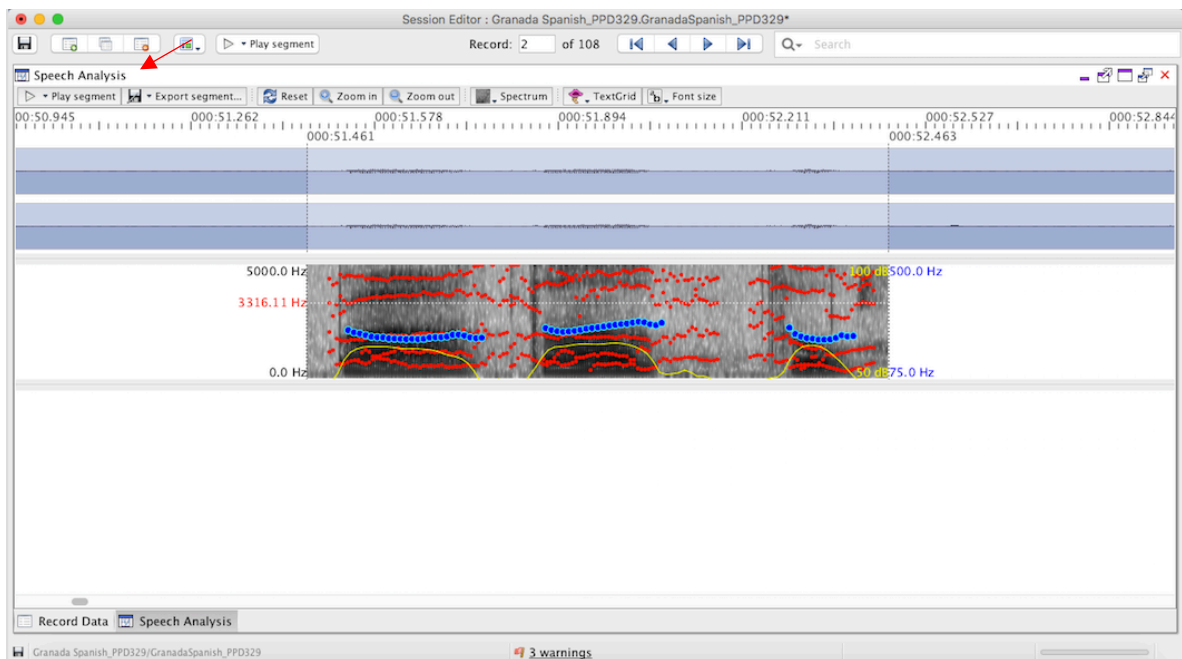 Session Editor : Granada Spanish_PPD329.GranadaSpanish_PPD329*
Play segment Record: 2 of 108 Search
Speech Analysis
Play segment Export segment... Reset Zoom in Zoom out Spectrum TextGrid Font size
00:50.945 000:51.262 000:51.578 000:51.894 000:52.211 000:52.527 000:52.844
000:51.461 000:52.463
5000.0 Hz 100 dB 500.0 Hz
3316.11 Hz
0.0 Hz 50 dB 75.0 Hz
Record Data Speech Analysis
Granada Spanish_PPD329/GranadaSpanish_PPD329 3 warnings